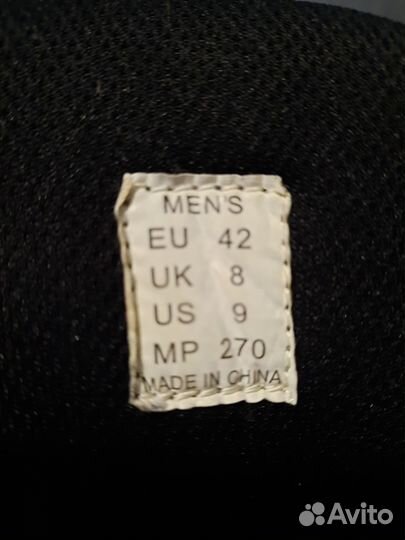 MEN'S
EU 42
UK 8
US 9
MP 270
MADE IN CHINA
Avito